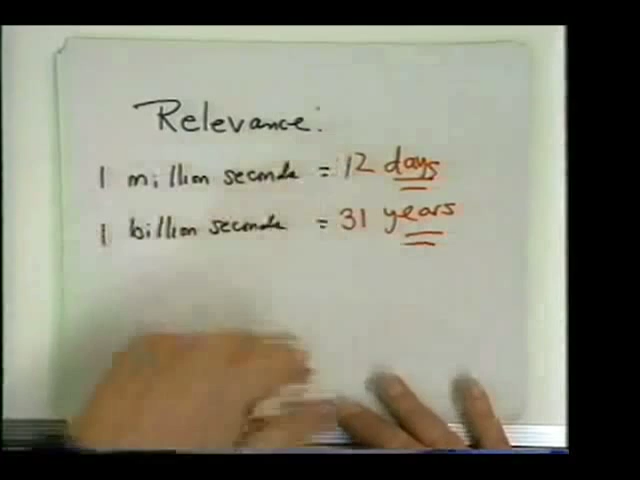 Relevance:
1 million seconds = 12 days
1 billion seconds = 31 years